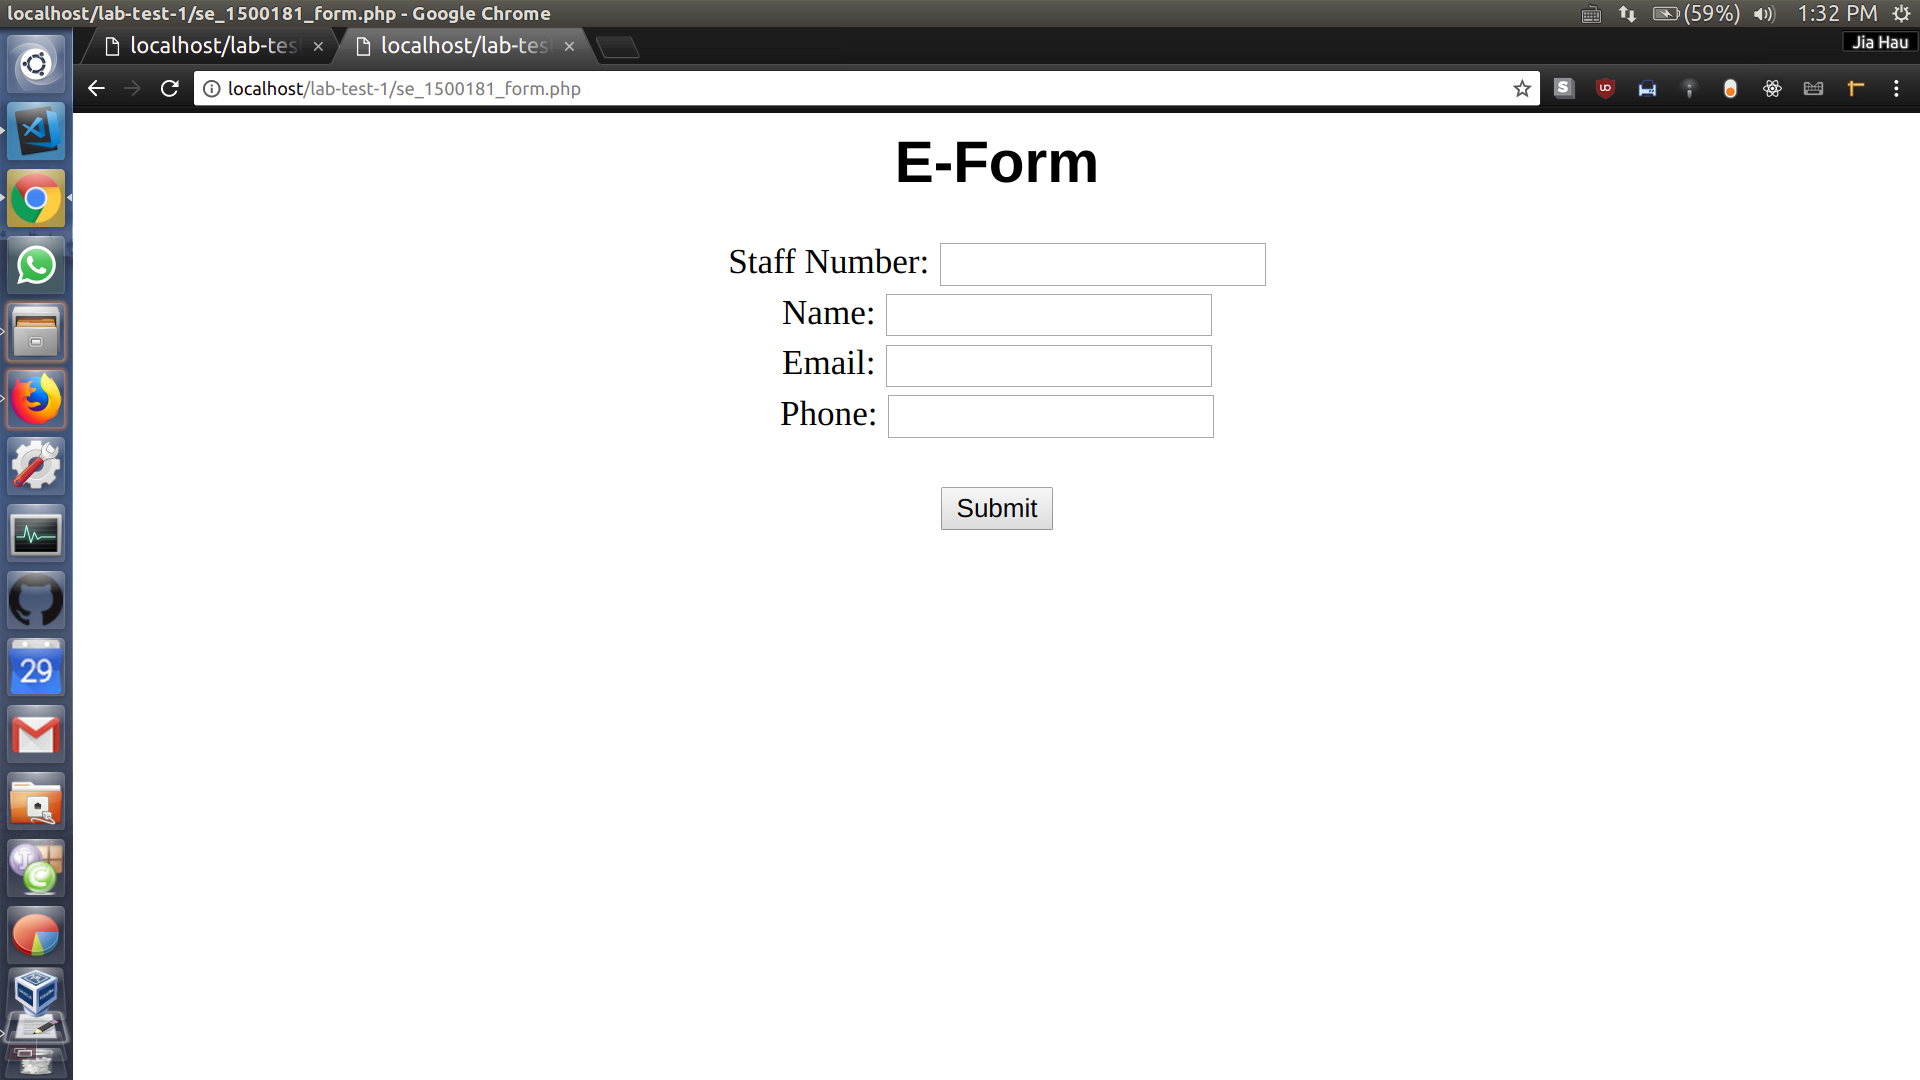 localhost/lab-test-1/se_1500181_form.php - Google Chrome
(59%) 1:32 PM
localhost/lab-tes
localhost/lab-tes
Jia Hau
localhost/lab-test-1/se_1500181_form.php
S
E-Form
Staff Number:
Name:
Email:
Phone:
Submit
29